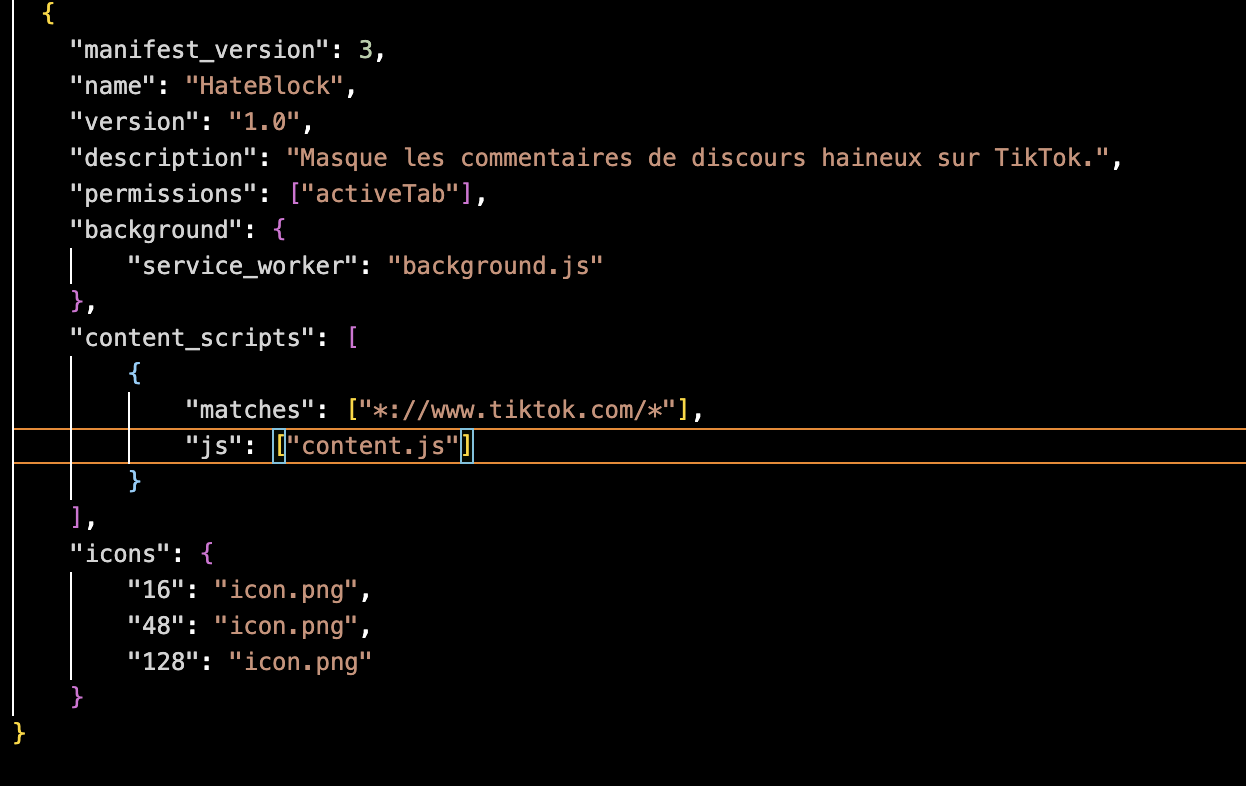 {
"manifest_version": 3,
"name": "HateBlock",
"version": "1.0",
"description": "Masque les commentaires de discours haineux sur TikTok.",
"permissions": ["activeTab"],
"background": {
"service_worker": "background.js"
},
"content_scripts": [
{
"matches": ["*://www.tiktok.com/*"],
"js": ["content.js"]
}
],
"icons": {
"16": "icon.png",
"48": "icon.png",
"128": "icon.png"
}
}